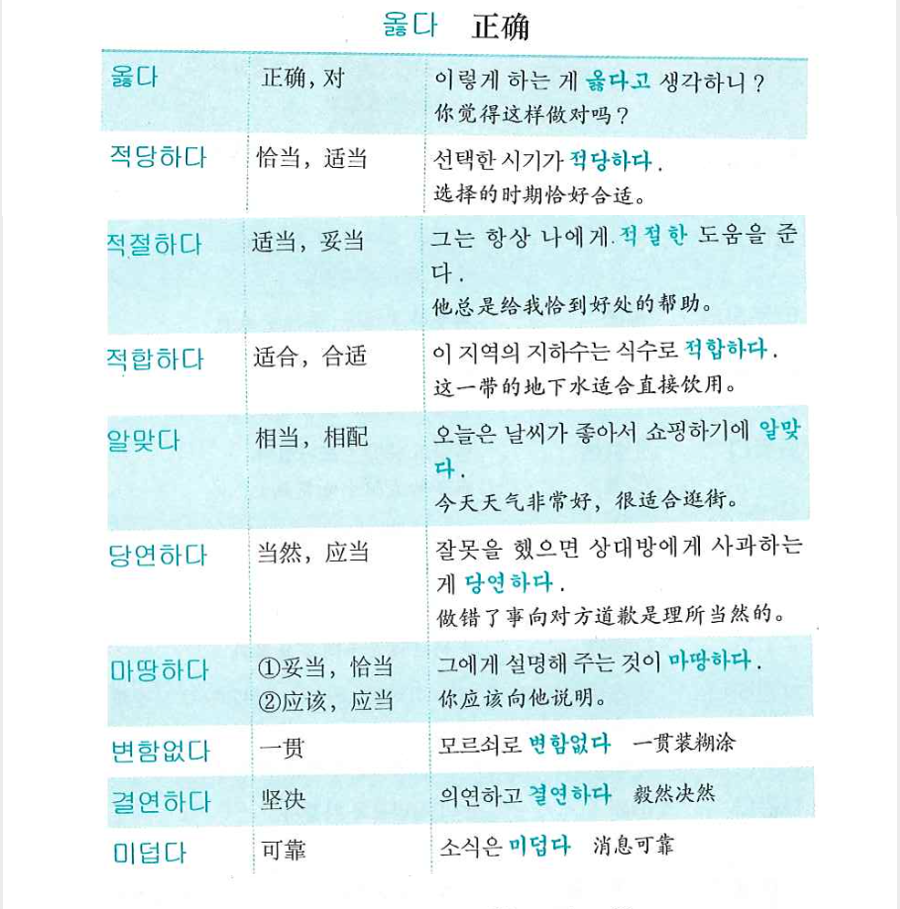 옳다 正确
옳다 正确,对 이렇게 하는 게 옳다고 생각하니?
你觉得这样做对吗?
적당하다 恰当，适当 선택한 시기가 적당하다.
选择的时期恰好合适。
적절하다 适当，妥当 그는 항상 나에게 적절한 도움을 준
다.
他总是给我恰到好处的帮助。
적합하다 适合，合适 이 지역의 지하수는 식수로 적합하다.
这一带的地下水适合直接饮用。
알맞다 相当，相配 오늘은 날씨가 좋아서 쇼핑하기에 알맞
다.
今天天气非常好，很适合逛街。
당연하다 当然，应当 잘못을 했으면 상대방에게 사과하는
게 당연하다.
做错了事向对方道歉是理所当然的。
마땅하다 ①妥当，恰当 그에게 설명해 주는 것이 마땅하다.
②应该，应当 你应该向他说明。
변함없다 一贯 모르쇠로 변함없다 一贯装糊涂
결연하다 坚决 의연하고 결연하다 毅然决然
미덥다 可靠 소식은 미덥다 消息可靠